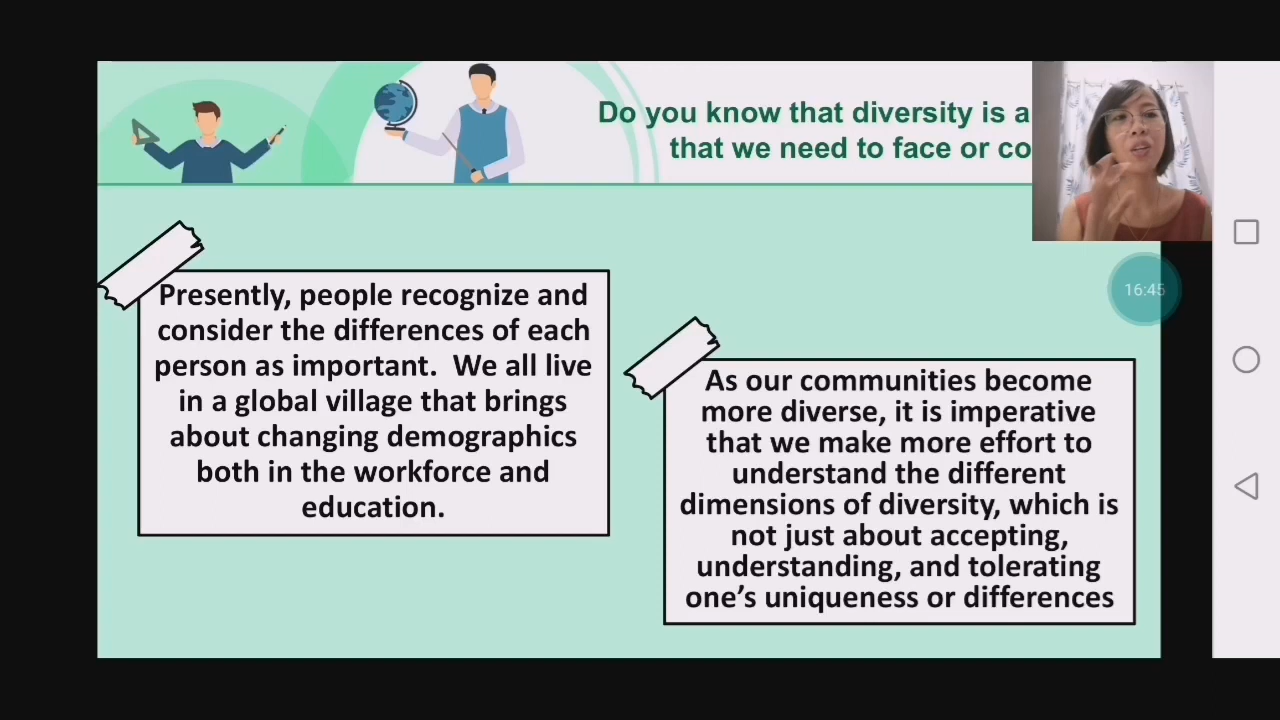 Do you know that diversity is a
that we need to face or co
16:45
Presently, people recognize and
consider the differences of each
person as important.  We all live
in a global village that brings
about changing demographics
both in the workforce and
education.
As our communities become
more diverse, it is imperative
that we make more effort to
understand the different
dimensions of diversity, which is
not just about accepting,
understanding, and tolerating
one’s uniqueness or differences